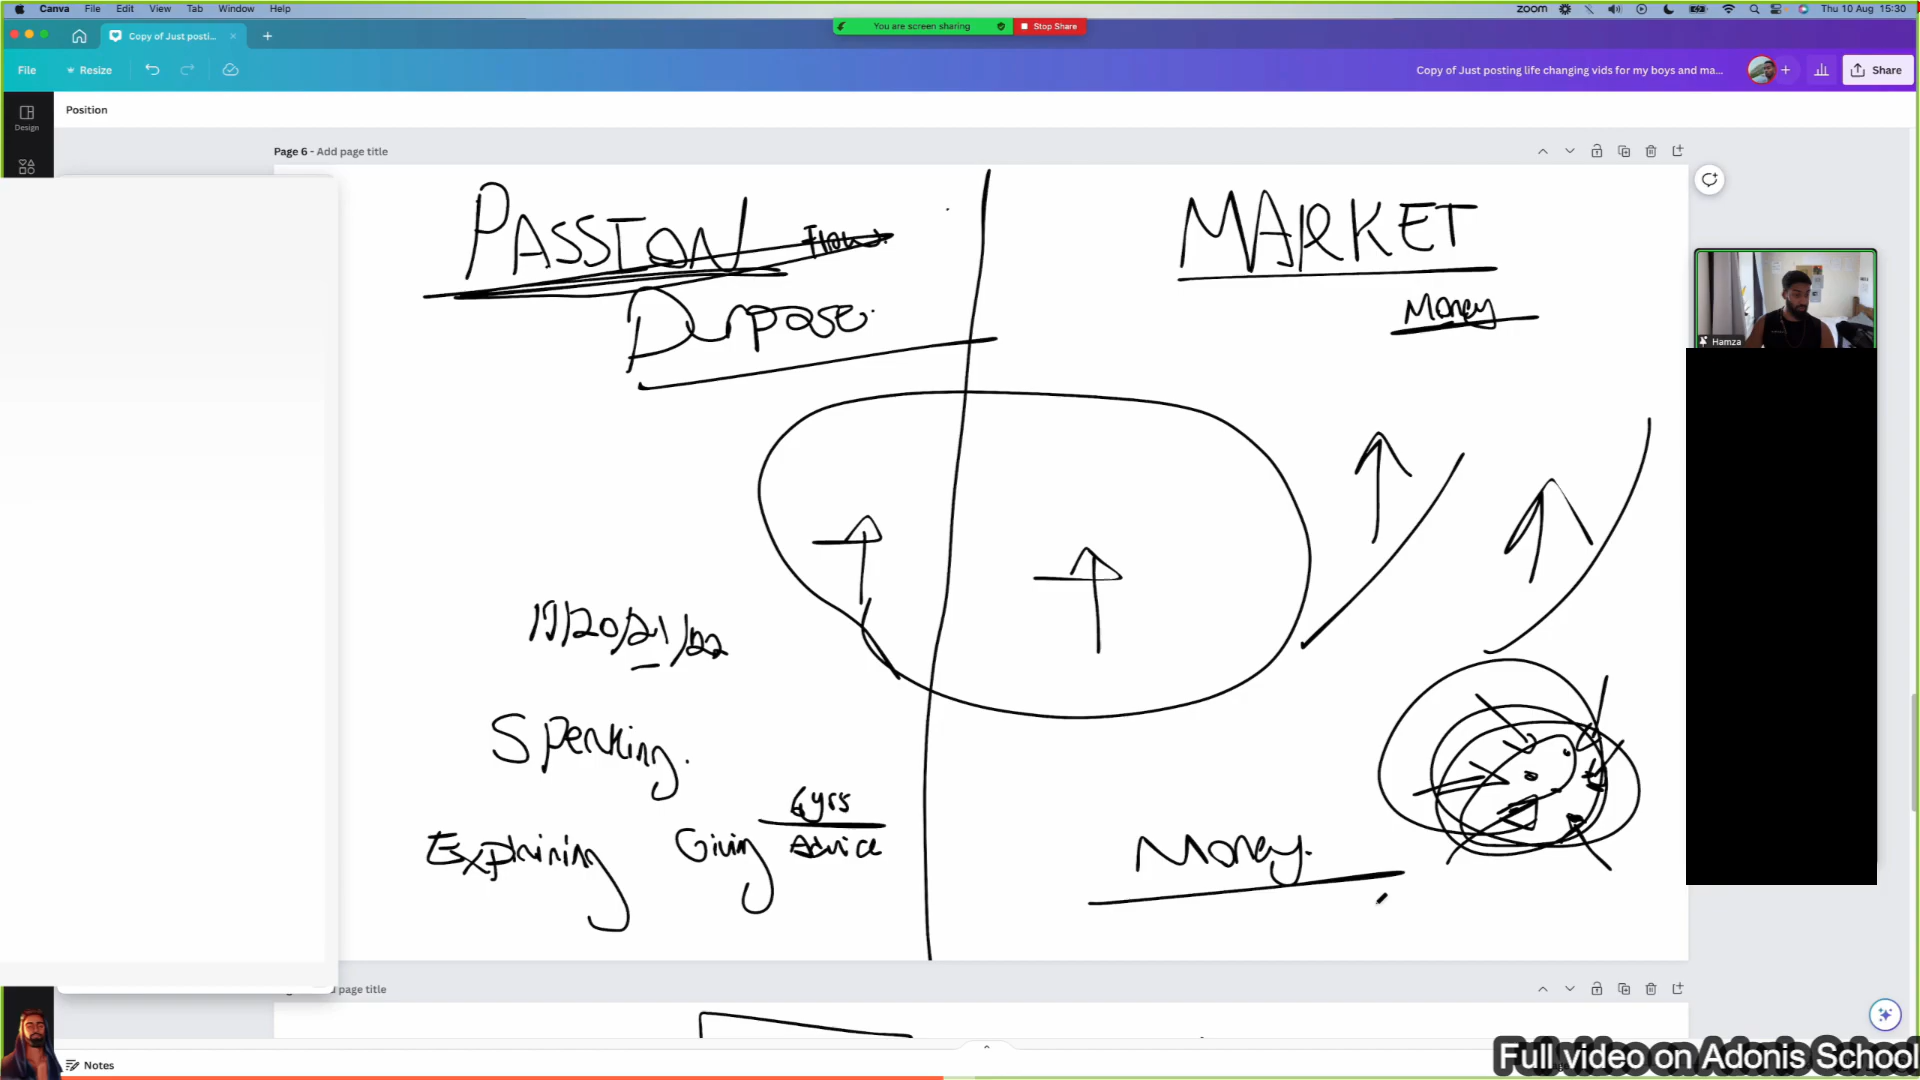 Canva File Edit View Tab Window Help
zoom Thu 10 Aug 15:30
You are screen sharing Stop Share
Copy of Just posti...
File Resize
Copy of Just posting life changing vids for my boys and ma...
Share
Design
Position
Page 6 - Add page title
PASSION
Purpose.
MARKET
Money
Hamza
19/20/21/22
Speaking.
Explaining Giving Advice
yrs
Money.
page title
Notes
Full video on Adonis School